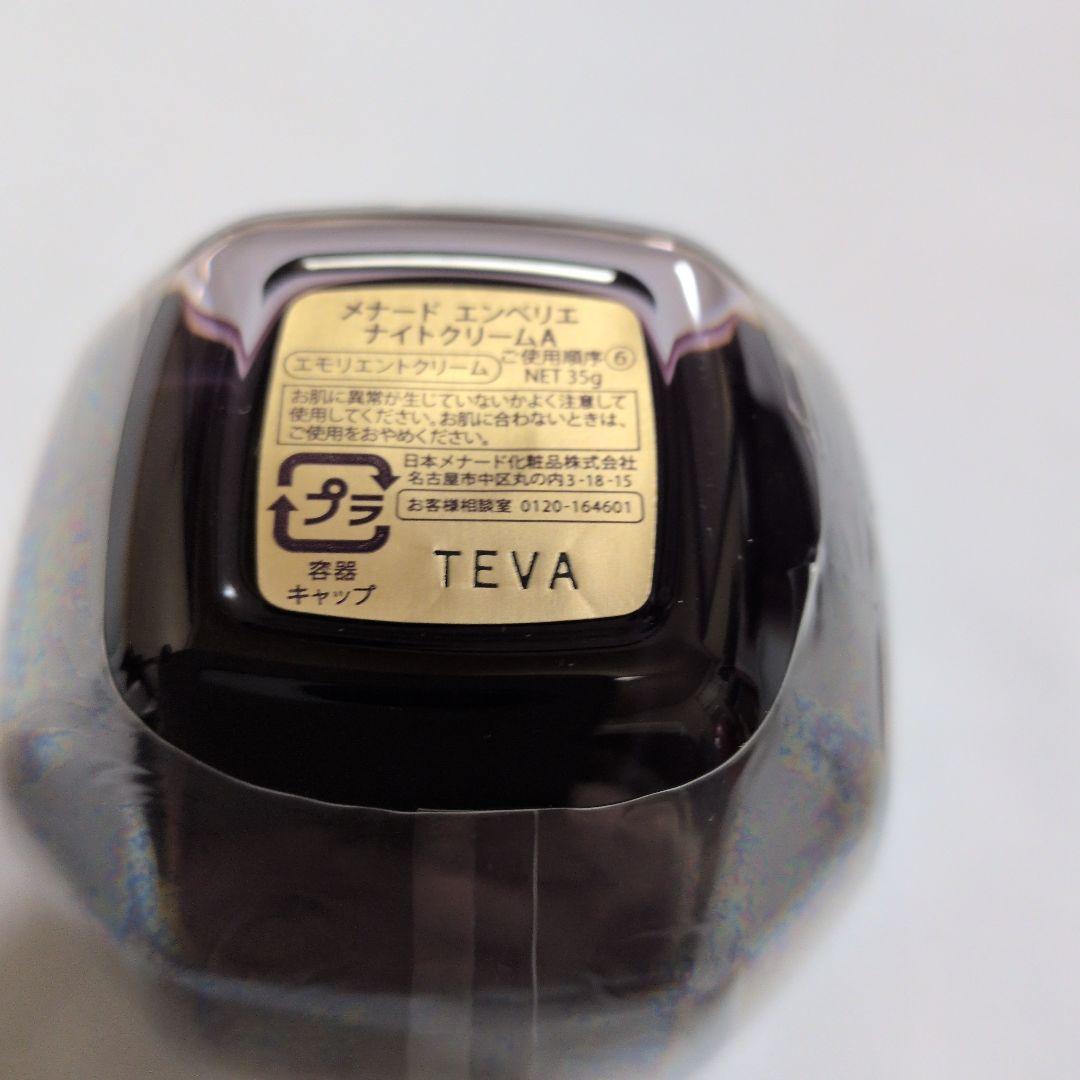 メナード エンベリエ
ナイトクリームA
エモリエントクリーム
ご使用順序⑥
NET 35g
お肌に異常が生じていないかよく注意して
使用してください。お肌に合わないときは、
ご使用をおやめください。
プラ
容器
キャップ
日本メナード化粧品株式会社
名古屋市中区丸の内3-18-15
お客様相談室 0120-164601
TEVA